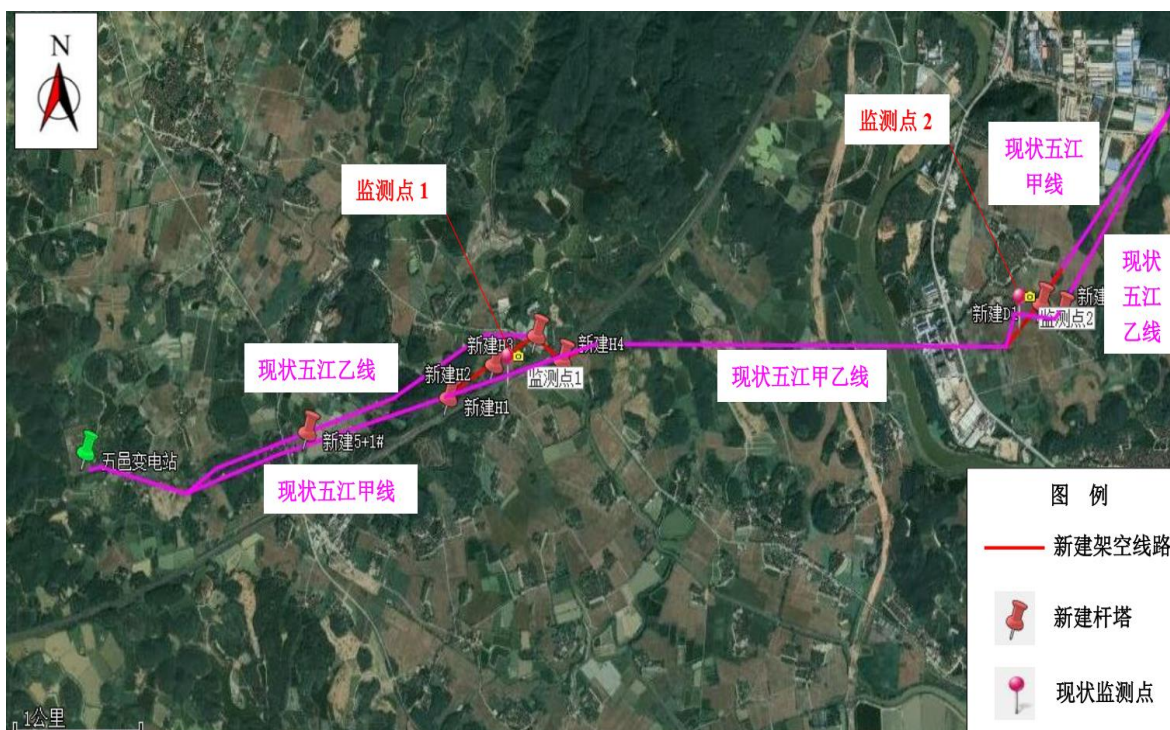 N
监测点 2
现状五江
甲线
监测点 1
现状
五江
乙线
新建
新建D1
监测点2
新建H3
新建H4
现状五江乙线
新建H2
监测点1
现状五江甲乙线
新建H1
新建5+1#
五邑变电站
现状五江甲线
图 例
新建架空线路
新建杆塔
现状监测点
1公里